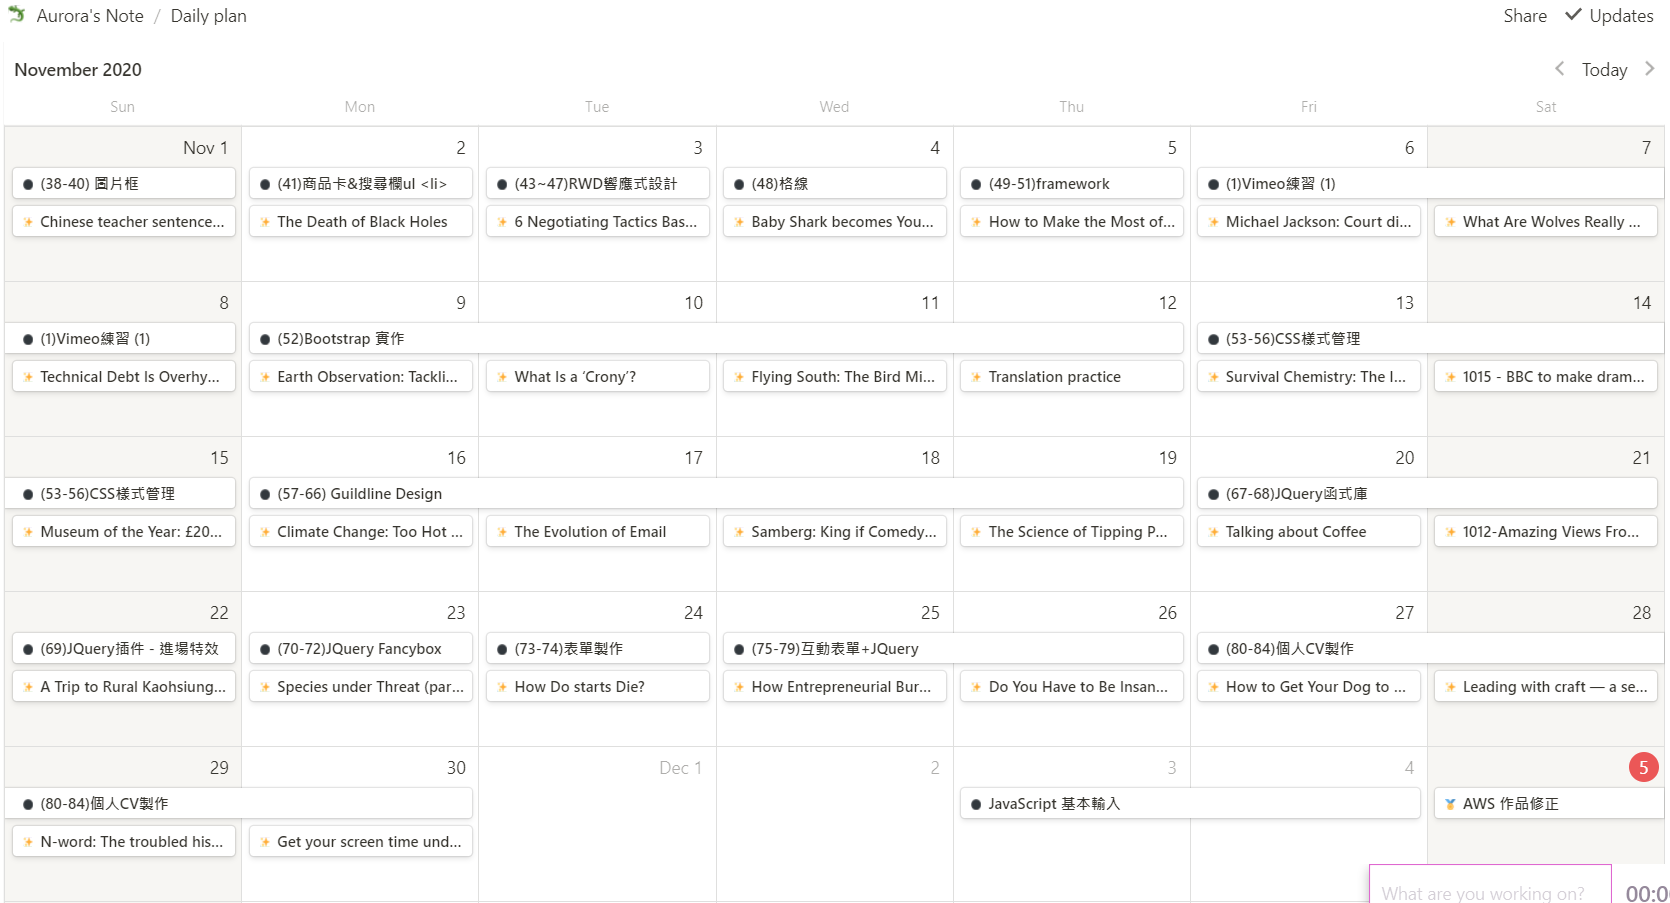 Aurora's Note / Daily plan
Share Updates
November 2020
Today
Sun Mon Tue Wed Thu Fri Sat
Nov 1 2 3 4 5 6 7
(38-40) 圖片框 (41)商品卡&搜尋欄ul <li> (43~47)RWD響應式設計 (48)格線 (49-51)framework (1)Vimeo練習 (1)
Chinese teacher sentence... The Death of Black Holes 6 Negotiating Tactics Bas... Baby Shark becomes You... How to Make the Most of... Michael Jackson: Court di... What Are Wolves Really ...
8 9 10 11 12 13 14
(1)Vimeo練習 (1) (52)Bootstrap 實作 (53-56)CSS樣式管理
Technical Debt Is Overhy... Earth Observation: Tackli... What Is a ‘Crony’? Flying South: The Bird Mi... Translation practice Survival Chemistry: The I... 1015 - BBC to make dram...
15 16 17 18 19 20 21
(53-56)CSS樣式管理 (57-66) Guildline Design (67-68)JQuery函式庫
Museum of the Year: £20... Climate Change: Too Hot ... The Evolution of Email Samberg: King if Comedy... The Science of Tipping P... Talking about Coffee 1012-Amazing Views Fro...
22 23 24 25 26 27 28
(69)JQuery插件 - 進場特效 (70-72)JQuery Fancybox (73-74)表單製作 (75-79)互動表單+JQuery (80-84)個人CV製作
A Trip to Rural Kaohsiung... Species under Threat (par... How Do starts Die? How Entrepreneurial Bur... Do You Have to Be Insan... How to Get Your Dog to ... Leading with craft — a se...
29 30 Dec 1 2 3 4 5
(80-84)個人CV製作 JavaScript 基本輸入 AWS 作品修正
N-word: The troubled his... Get your screen time und...
What are you working on? 00:0